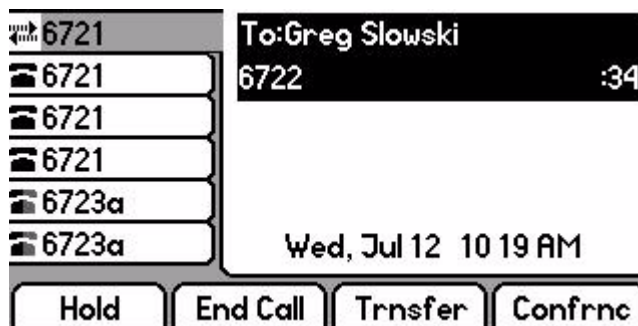 6721
6721
6721
6721
6723a
6723a
To:Greg Slowski
6722 :34
Wed, Jul 12 10 19 AM
Hold End Call Trnsfer Confrnc